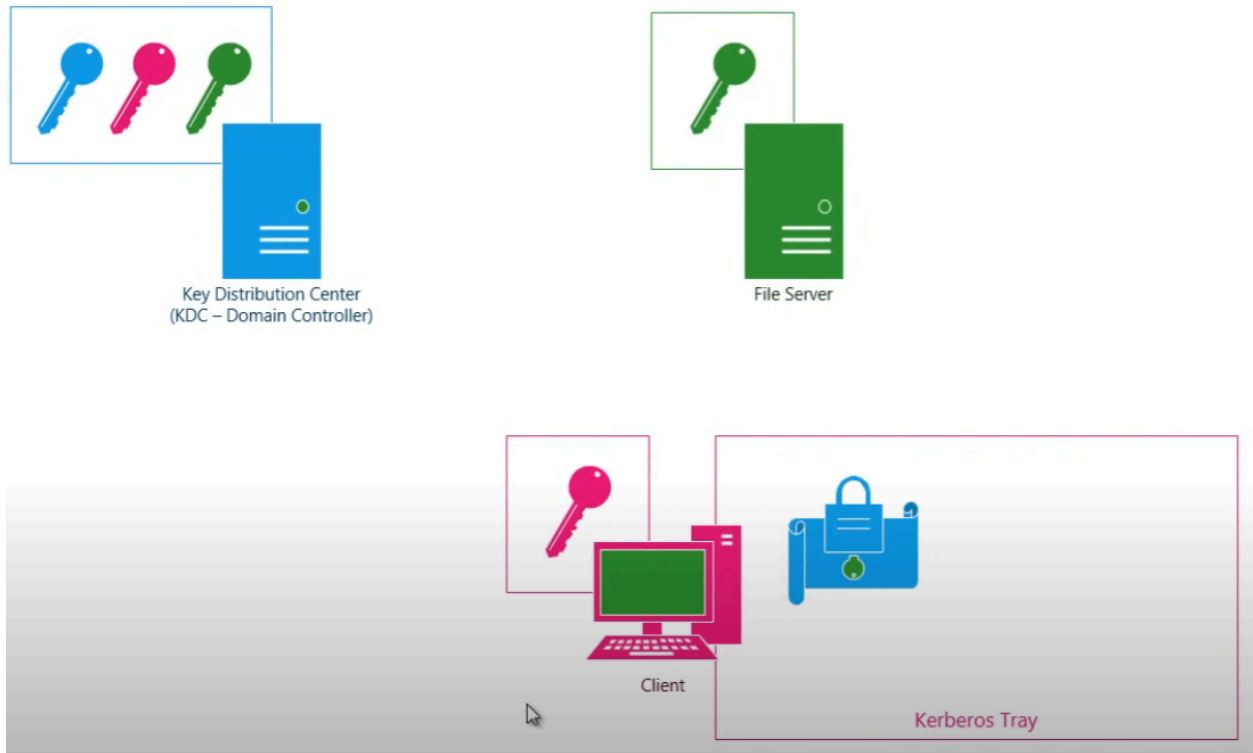 Key Distribution Center
(KDC – Domain Controller)
File Server
Client
Kerberos Tray